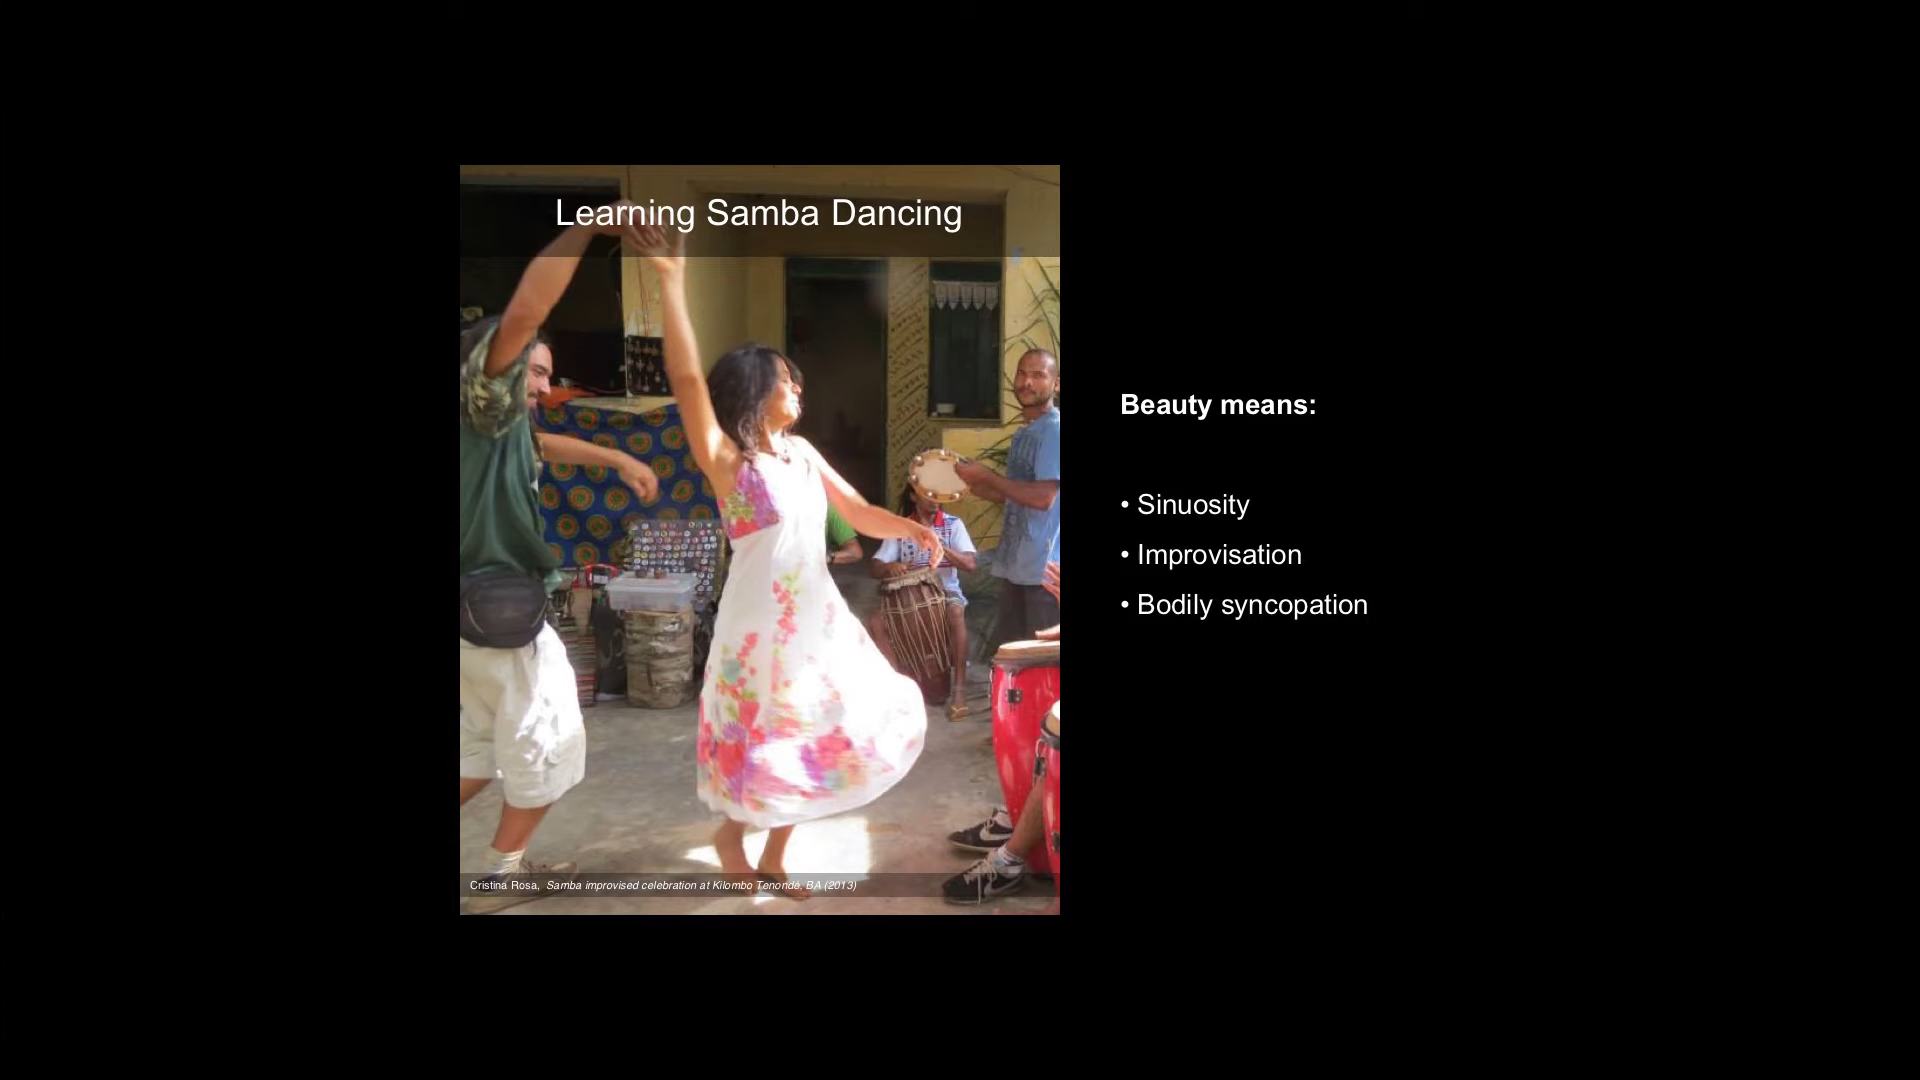 Learning Samba Dancing
Beauty means:
• Sinuosity
• Improvisation
• Bodily syncopation
Cristina Rosa, Samba improvised celebration at Kilombo Tenondé, BA (2013)